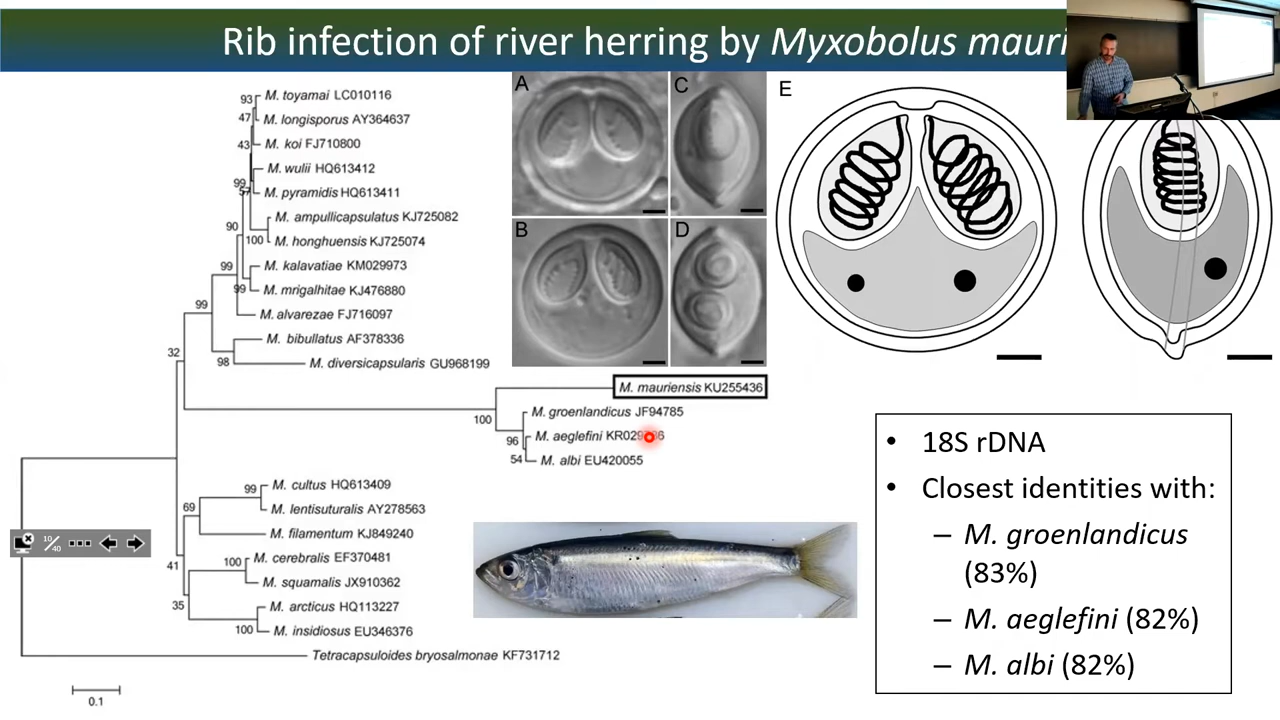 Rib infection of river herring by Myxobolus mauri
A
C
E
B
D
93
M. toyamai LC010116
47
M. longisporus AY364637
43
M. koi FJ710800
M. wulii HQ613412
99
57
M. pyramidis HQ613411
M. ampullicapsulatus KJ725082
90
100
M. honghuensis KJ725074
99
M. kalavatiae KM029973
99
M. mrigalhitae KJ476880
99
M. alvarezae FJ716097
M. bibullatus AF378336
98
M. diversicapsularis GU968199
32
M. mauriensis KU255436
100
M. groenlandicus JF94785
96
M. aeglefini
54
M. albi EU420055
M. cultus HQ613409
99
69
M. lentisuturalis AY278563
M. filamentum KJ849240
41
100
M. cerebralis EF370481
M. squamalis JX910362
35
M. arcticus HQ113227
100
M. insidiosus EU346376
Tetracapsuloides bryosalmonae KF731712
0.1
10/40
• 18S rDNA
• Closest identities with:
– M. groenlandicus
(83%)
– M. aeglefini (82%)
– M. albi (82%)